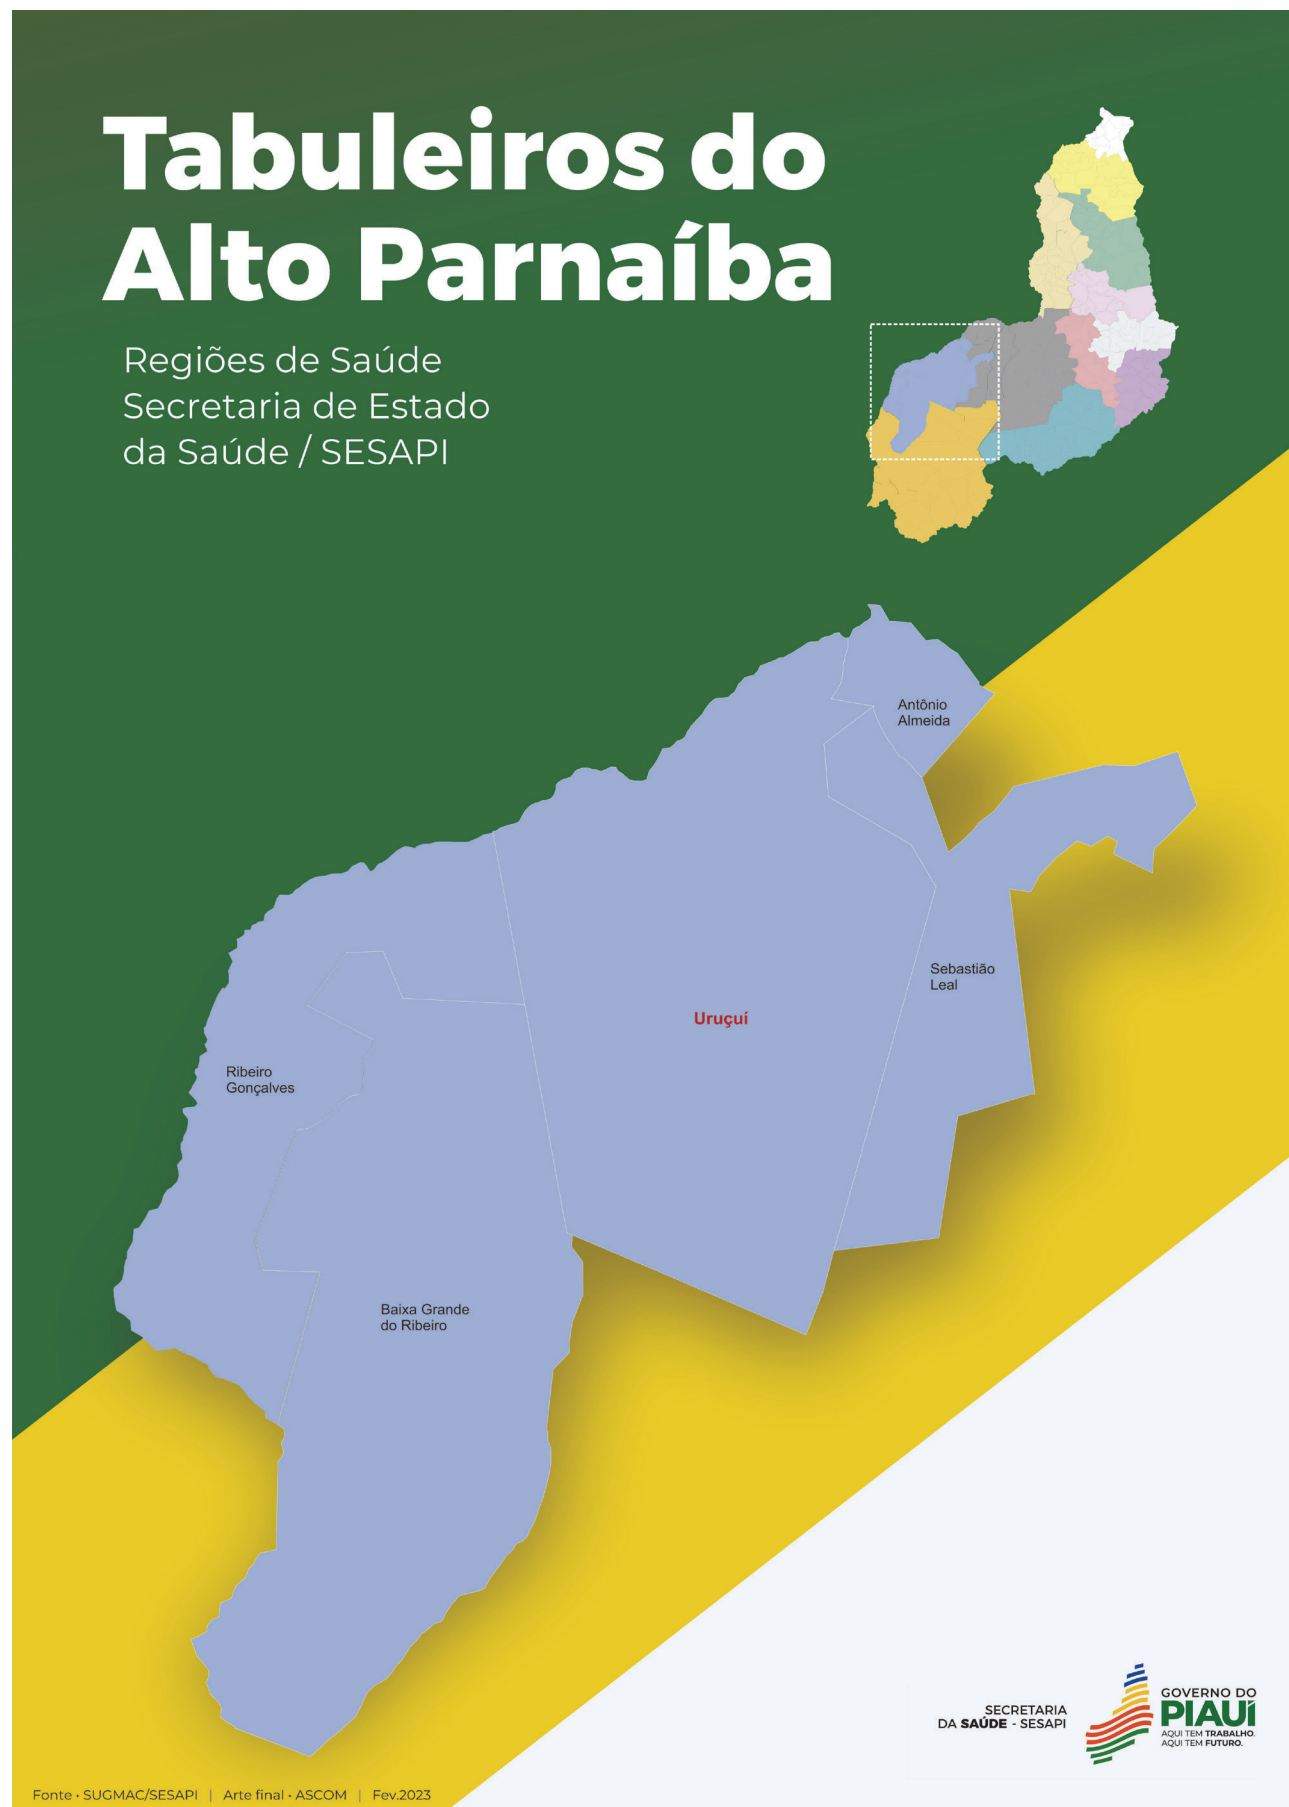 Tabuleiros do
Alto Parnaíba
Regiões de Saúde
Secretaria de Estado
da Saúde / SESAPI
Antônio
Almeida
Sebastião
Leal
Uruçuí
Ribeiro
Gonçalves
Baixa Grande
do Ribeiro
SECRETARIA
DA SAÚDE - SESAPI
GOVERNO DO
PIAUÍ
AQUI TEM TRABALHO.
AQUI TEM FUTURO.
Fonte • SUGMAC/SESAPI | Arte final • ASCOM | Fev.2023